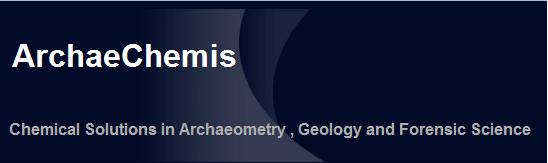 ArchaeChemis
Chemical Solutions in Archaeometry , Geology and Forensic Science